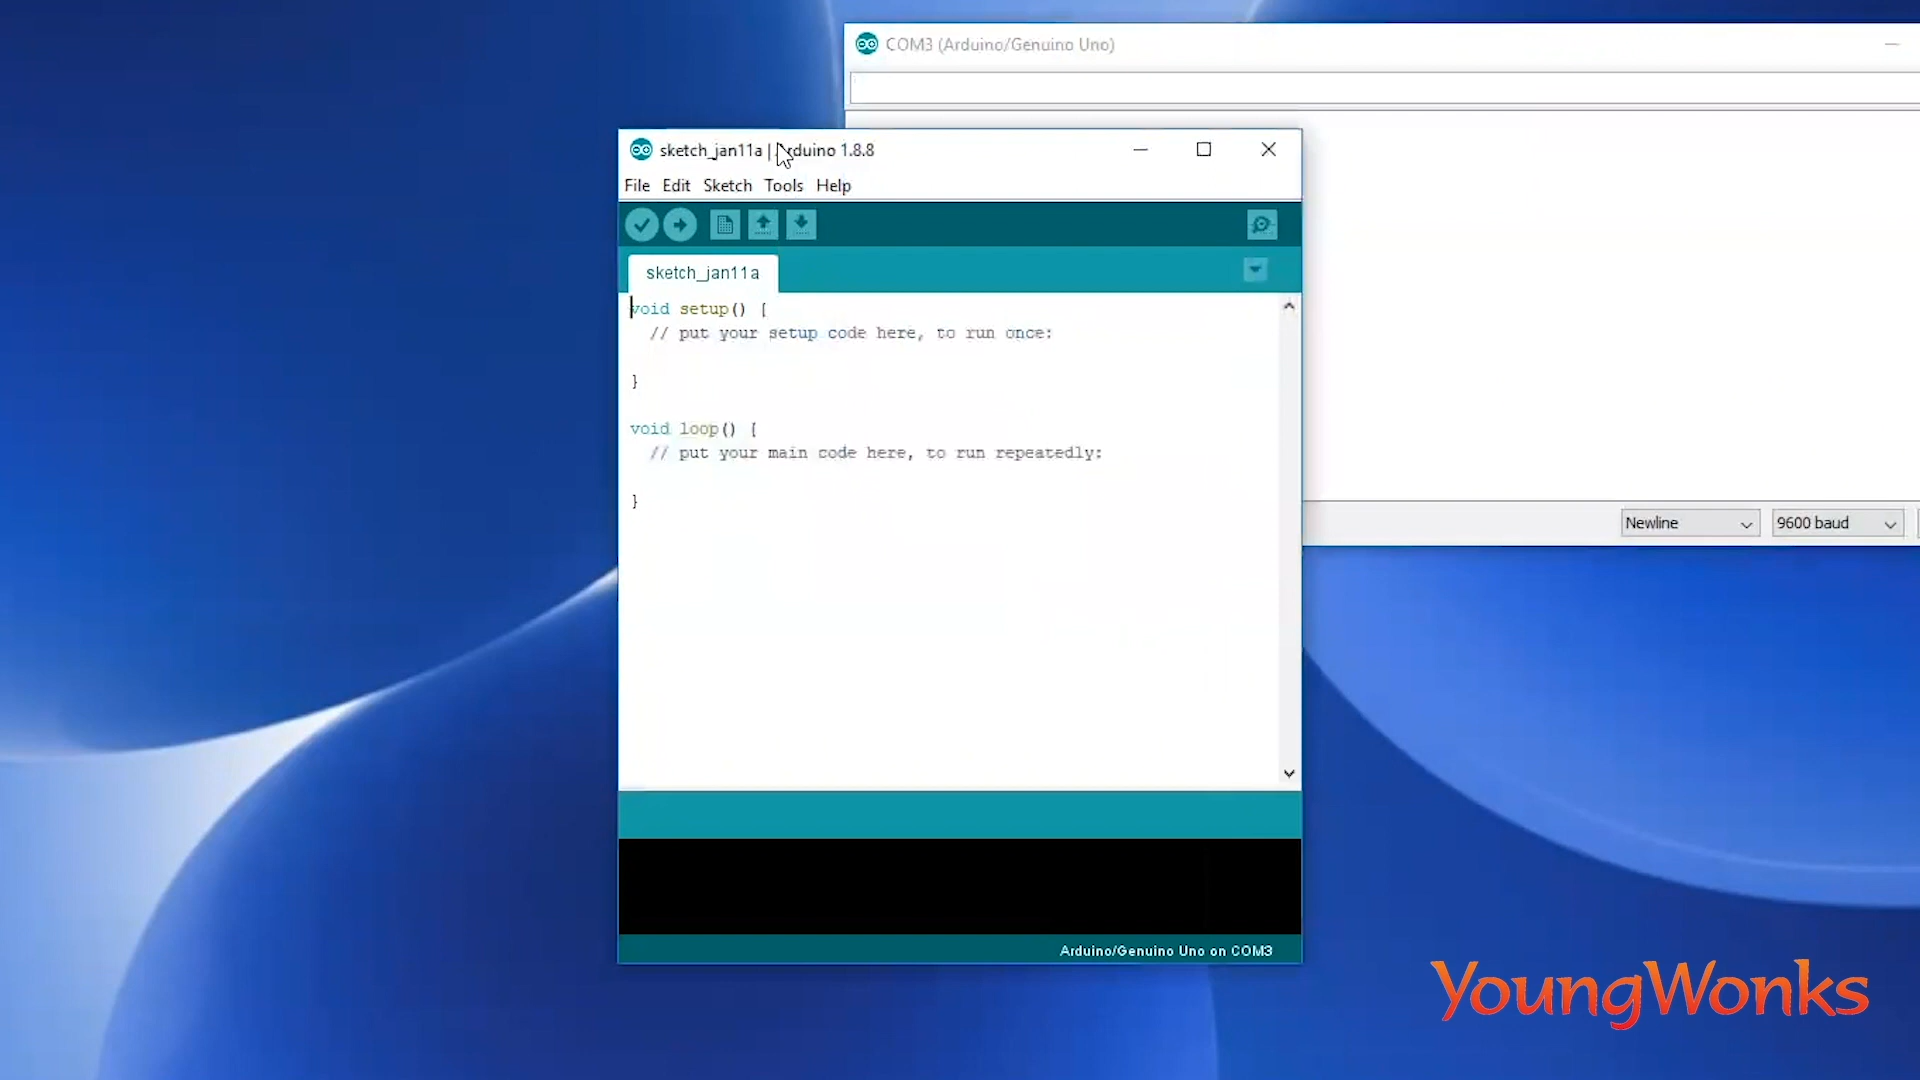 COM3 (Arduino/Genuino Uno)
sketch_jan11a | Arduino 1.8.8
File Edit Sketch Tools Help
sketch_jan11a
void setup() {
// put your setup code here, to run once:
}
void loop() {
// put your main code here, to run repeatedly:
}
Newline
9600 baud
Arduino/Genuino Uno on COM3
YoungWonks